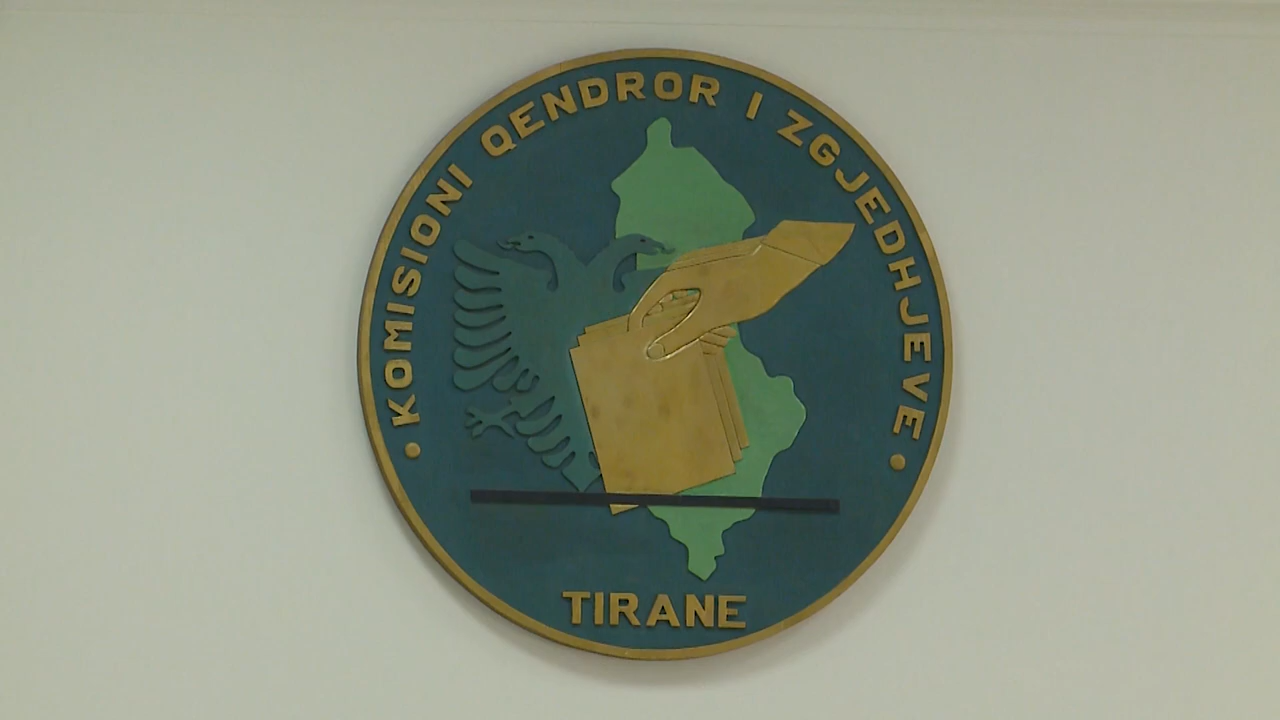 • KOMISIONI QENDROR I ZGJEDHJEVE •
TIRANE